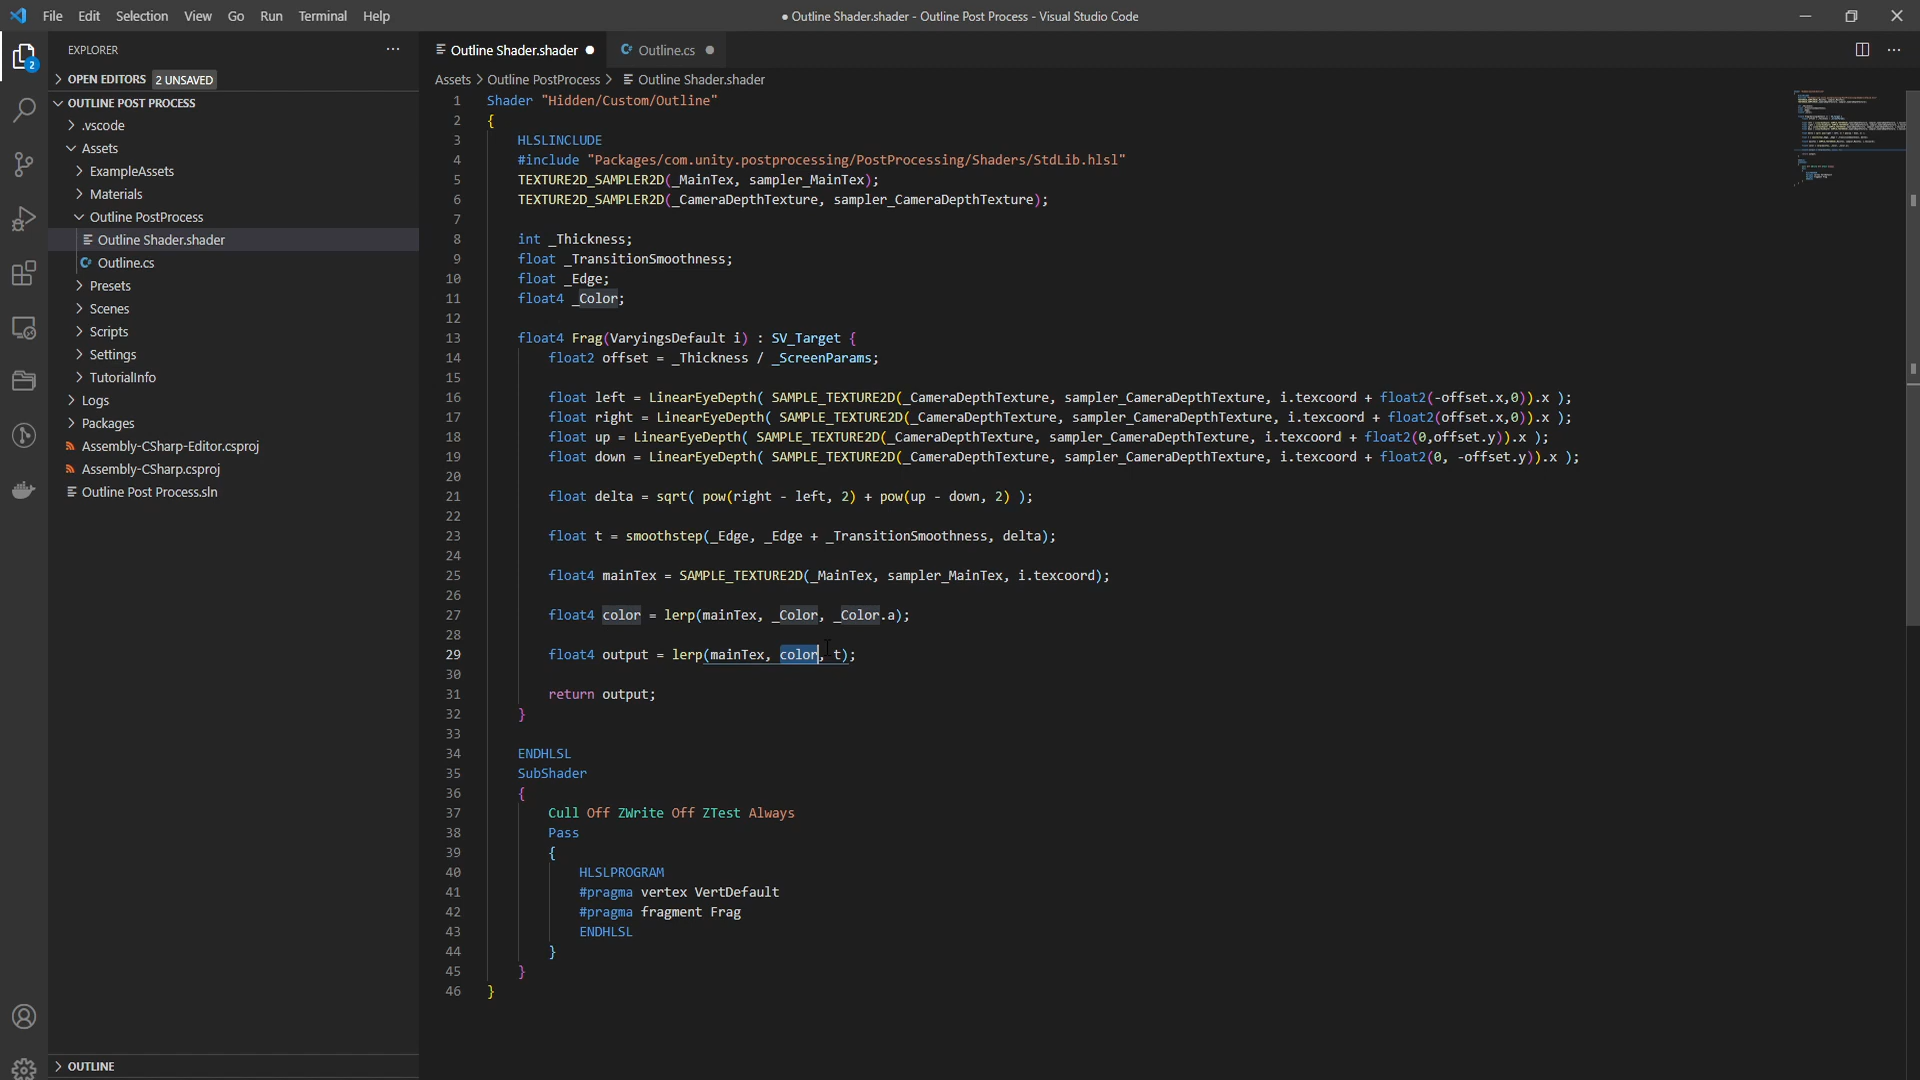 File Edit Selection View Go Run Terminal Help
● Outline Shader.shader - Outline Post Process - Visual Studio Code
EXPLORER
Outline Shader.shader
Outline.cs
OPEN EDITORS 2 UNSAVED
Assets > Outline PostProcess > Outline Shader.shader
2
OUTLINE POST PROCESS
.vscode
Assets
ExampleAssets
Materials
Outline PostProcess
Outline Shader.shader
Outline.cs
Presets
Scenes
Scripts
Settings
TutorialInfo
Logs
Packages
Assembly-CSharp-Editor.csproj
Assembly-CSharp.csproj
Outline Post Process.sln
OUTLINE
1 Shader "Hidden/Custom/Outline"
2 {
3 HLSLINCLUDE
4 #include "Packages/com.unity.postprocessing/PostProcessing/Shaders/StdLib.hlsl"
5 TEXTURE2D_SAMPLER2D(_MainTex, sampler_MainTex);
6 TEXTURE2D_SAMPLER2D(_CameraDepthTexture, sampler_CameraDepthTexture);
7
8 int _Thickness;
9 float _TransitionSmoothness;
10 float _Edge;
11 float4 _Color;
12
13 float4 Frag(VaryingsDefault i) : SV_Target {
14 float2 offset = _Thickness / _ScreenParams;
15
16 float left = LinearEyeDepth( SAMPLE_TEXTURE2D(_CameraDepthTexture, sampler_CameraDepthTexture, i.texcoord + float2(-offset.x,0)).x );
17 float right = LinearEyeDepth( SAMPLE_TEXTURE2D(_CameraDepthTexture, sampler_CameraDepthTexture, i.texcoord + float2(offset.x,0)).x );
18 float up = LinearEyeDepth( SAMPLE_TEXTURE2D(_CameraDepthTexture, sampler_CameraDepthTexture, i.texcoord + float2(0,offset.y)).x );
19 float down = LinearEyeDepth( SAMPLE_TEXTURE2D(_CameraDepthTexture, sampler_CameraDepthTexture, i.texcoord + float2(0, -offset.y)).x );
20
21 float delta = sqrt( pow(right - left, 2) + pow(up - down, 2) );
22
23 float t = smoothstep(_Edge, _Edge + _TransitionSmoothness, delta);
24
25 float4 mainTex = SAMPLE_TEXTURE2D(_MainTex, sampler_MainTex, i.texcoord);
26
27 float4 color = lerp(mainTex, _Color, _Color.a);
28
29 float4 output = lerp(mainTex, color, t);
30
31 return output;
32 }
33
34 ENDHLSL
35 SubShader
36 {
37 Cull Off ZWrite Off ZTest Always
38 Pass
39 {
40 HLSLPROGRAM
41 #pragma vertex VertDefault
42 #pragma fragment Frag
43 ENDHLSL
44 }
45 }
46 }